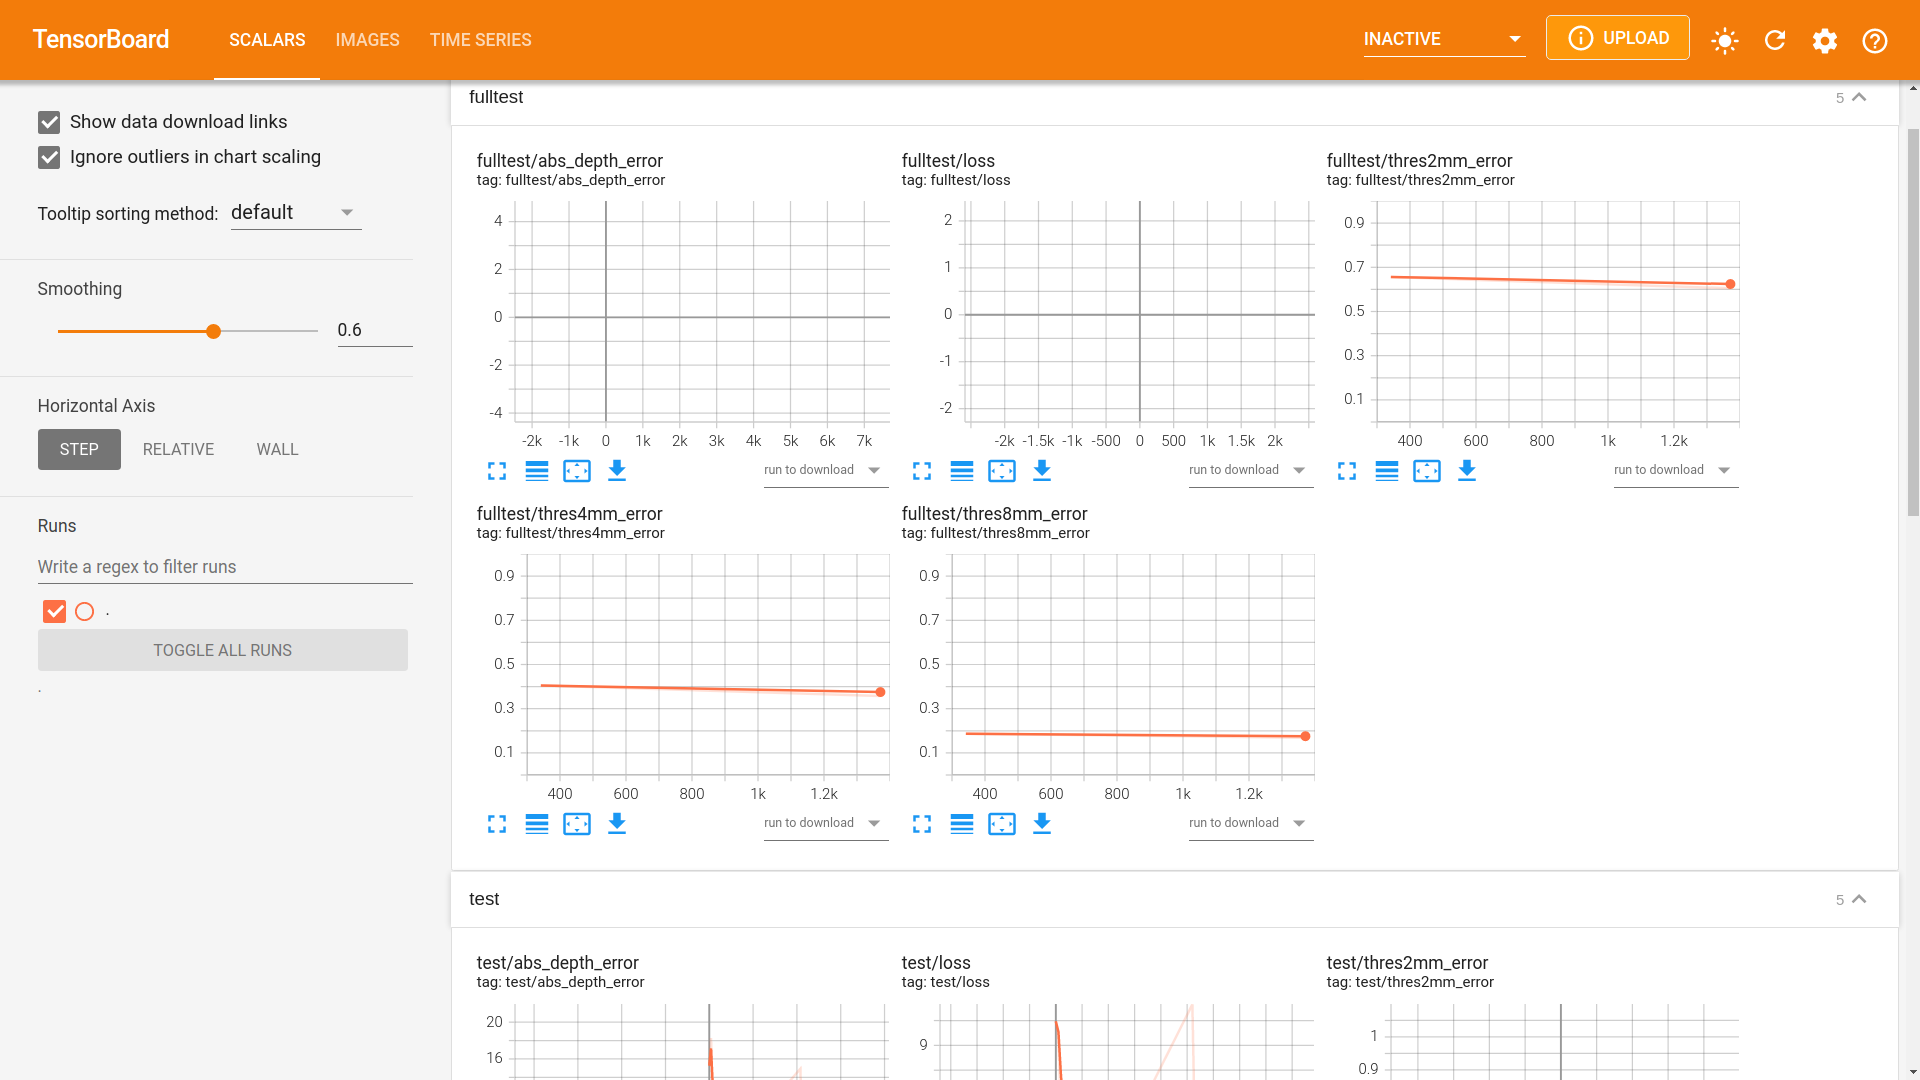 TensorBoard
SCALARS
IMAGES
TIME SERIES
INACTIVE
UPLOAD
Show data download links
Ignore outliers in chart scaling
Tooltip sorting method: default
Smoothing
0.6
Horizontal Axis
STEP
RELATIVE
WALL
Runs
Write a regex to filter runs
.
TOGGLE ALL RUNS
.
fulltest
5
fulltest/abs_depth_error
tag: fulltest/abs_depth_error
4
2
0
-2
-4
-2k -1k 0 1k 2k 3k 4k 5k 6k 7k
run to download
fulltest/loss
tag: fulltest/loss
2
1
0
-1
-2
-2k -1.5k -1k -500 0 500 1k 1.5k 2k
run to download
fulltest/thres2mm_error
tag: fulltest/thres2mm_error
0.9
0.7
0.5
0.3
0.1
400 600 800 1k 1.2k
run to download
fulltest/thres4mm_error
tag: fulltest/thres4mm_error
0.9
0.7
0.5
0.3
0.1
400 600 800 1k 1.2k
run to download
fulltest/thres8mm_error
tag: fulltest/thres8mm_error
0.9
0.7
0.5
0.3
0.1
400 600 800 1k 1.2k
run to download
test
5
test/abs_depth_error
tag: test/abs_depth_error
20
16
test/loss
tag: test/loss
9
test/thres2mm_error
tag: test/thres2mm_error
1
0.9